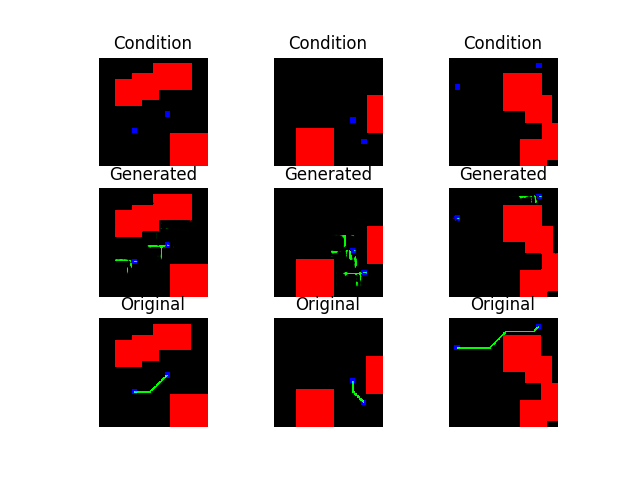 Condition Condition Condition
Generated Generated Generated
Original Original Original